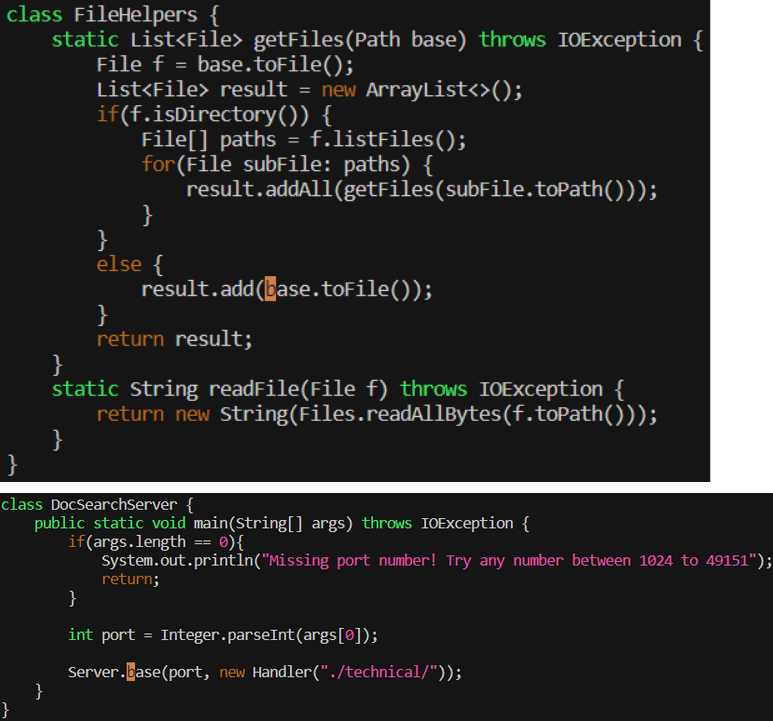 class FileHelpers {
    static List<File> getFiles(Path base) throws IOException {
        File f = base.toFile();
        List<File> result = new ArrayList<>();
        if(f.isDirectory()) {
            File[] paths = f.listFiles();
            for(File subFile: paths) {
                result.addAll(getFiles(subFile.toPath()));
            }
        }
        else {
            result.add(base.toFile());
        }
        return result;
    }
    static String readFile(File f) throws IOException {
        return new String(Files.readAllBytes(f.toPath()));
    }
}
class DocSearchServer {
    public static void main(String[] args) throws IOException {
        if(args.length == 0){
            System.out.println("Missing port number! Try any number between 1024 to 49151");
            return;
        }

        int port = Integer.parseInt(args[0]);

        Server.base(port, new Handler("./technical/"));
    }
}